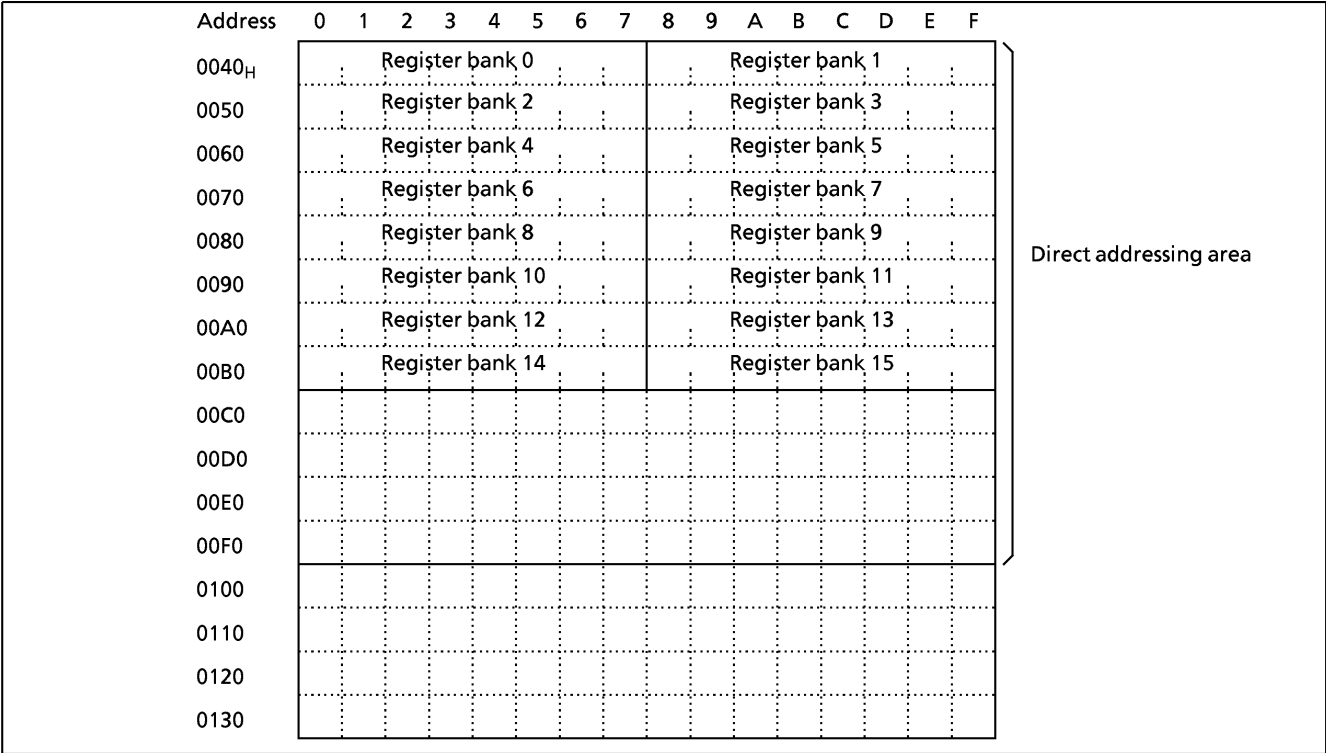 Address 0 1 2 3 4 5 6 7 8 9 A B C D E F
0040H Register bank 0 Register bank 1
0050 Register bank 2 Register bank 3
0060 Register bank 4 Register bank 5
0070 Register bank 6 Register bank 7
0080 Register bank 8 Register bank 9
Direct addressing area
0090 Register bank 10 Register bank 11
00A0 Register bank 12 Register bank 13
00B0 Register bank 14 Register bank 15
00C0
00D0
00E0
00F0
0100
0110
0120
0130